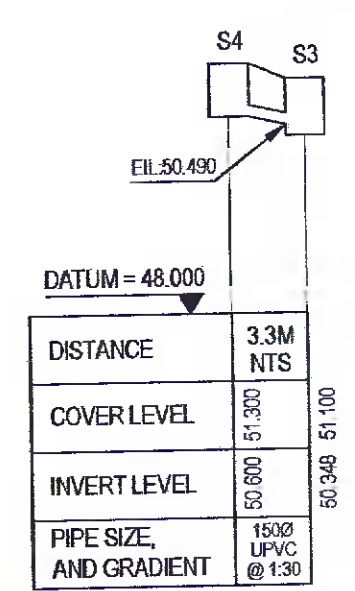 S4
S3
EIL:50.490
DATUM = 48.000
DISTANCE
3.3M
NTS
COVER LEVEL
51.300
51.100
INVERT LEVEL
50.600
50.348
PIPE SIZE,
AND GRADIENT
150Ø
UPVC
@ 1:30